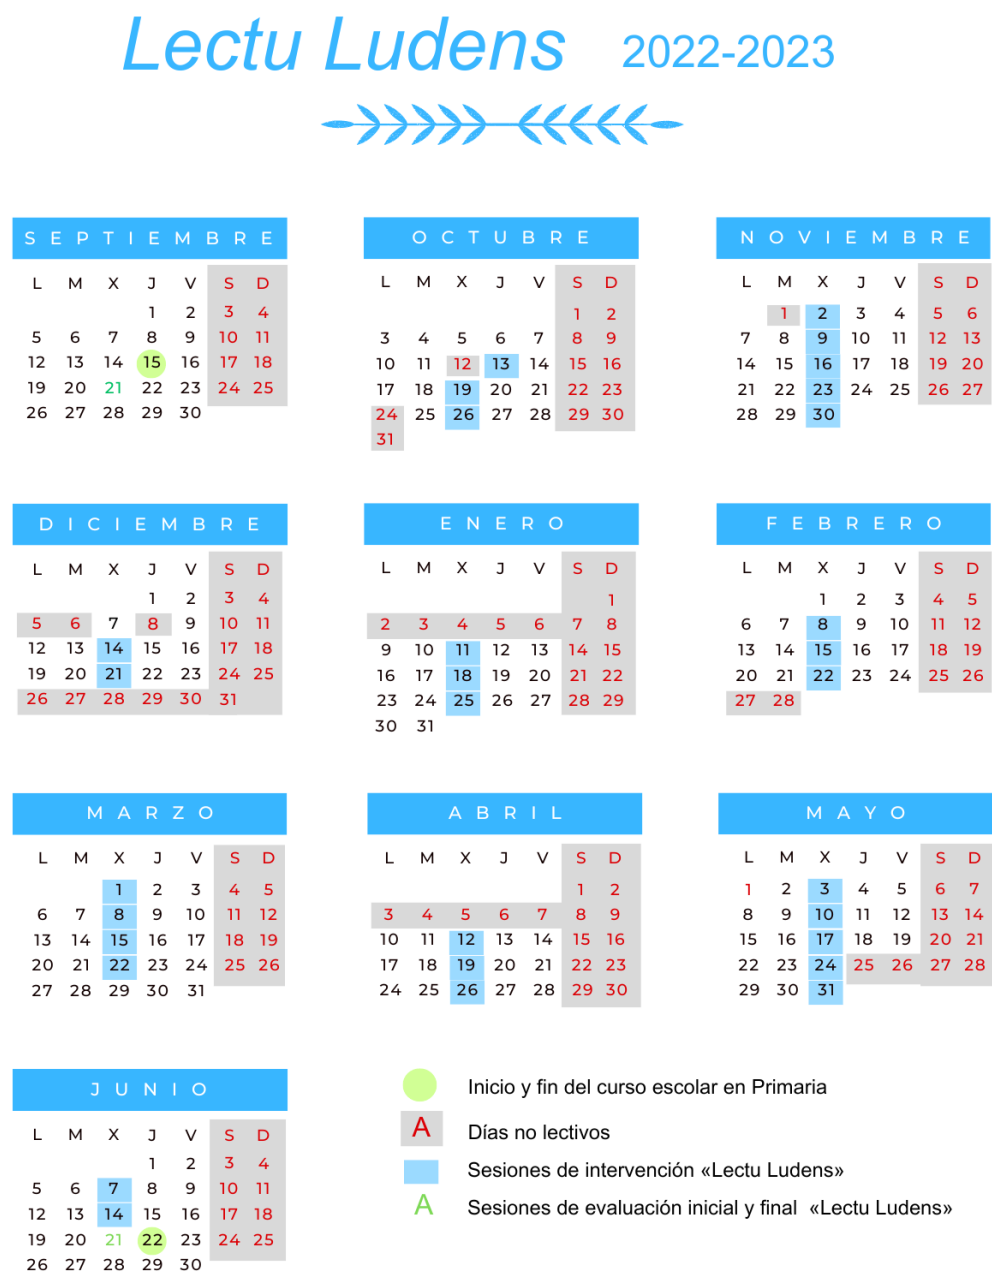 Lectu Ludens 2022-2023
SEPTIEMBRE
L M X J V S D
1 2 3 4
5 6 7 8 9 10 11
12 13 14 15 16 17 18
19 20 21 22 23 24 25
26 27 28 29 30
OCTUBRE
L M X J V S D
1 2
3 4 5 6 7 8 9
10 11 12 13 14 15 16
17 18 19 20 21 22 23
24 25 26 27 28 29 30
31
NOVIEMBRE
L M X J V S D
1 2 3 4 5 6
7 8 9 10 11 12 13
14 15 16 17 18 19 20
21 22 23 24 25 26 27
28 29 30
DICIEMBRE
L M X J V S D
1 2 3 4
5 6 7 8 9 10 11
12 13 14 15 16 17 18
19 20 21 22 23 24 25
26 27 28 29 30 31
ENERO
L M X J V S D
1
2 3 4 5 6 7 8
9 10 11 12 13 14 15
16 17 18 19 20 21 22
23 24 25 26 27 28 29
30 31
FEBRERO
L M X J V S D
1 2 3 4 5
6 7 8 9 10 11 12
13 14 15 16 17 18 19
20 21 22 23 24 25 26
27 28
MARZO
L M X J V S D
1 2 3 4 5
6 7 8 9 10 11 12
13 14 15 16 17 18 19
20 21 22 23 24 25 26
27 28 29 30 31
ABRIL
L M X J V S D
1 2
3 4 5 6 7 8 9
10 11 12 13 14 15 16
17 18 19 20 21 22 23
24 25 26 27 28 29 30
MAYO
L M X J V S D
1 2 3 4 5 6 7
8 9 10 11 12 13 14
15 16 17 18 19 20 21
22 23 24 25 26 27 28
29 30 31
JUNIO
L M X J V S D
1 2 3 4
5 6 7 8 9 10 11
12 13 14 15 16 17 18
19 20 21 22 23 24 25
26 27 28 29 30
Inicio y fin del curso escolar en Primaria
A Días no lectivos
Sesiones de intervención «Lectu Ludens»
A Sesiones de evaluación inicial y final «Lectu Ludens»